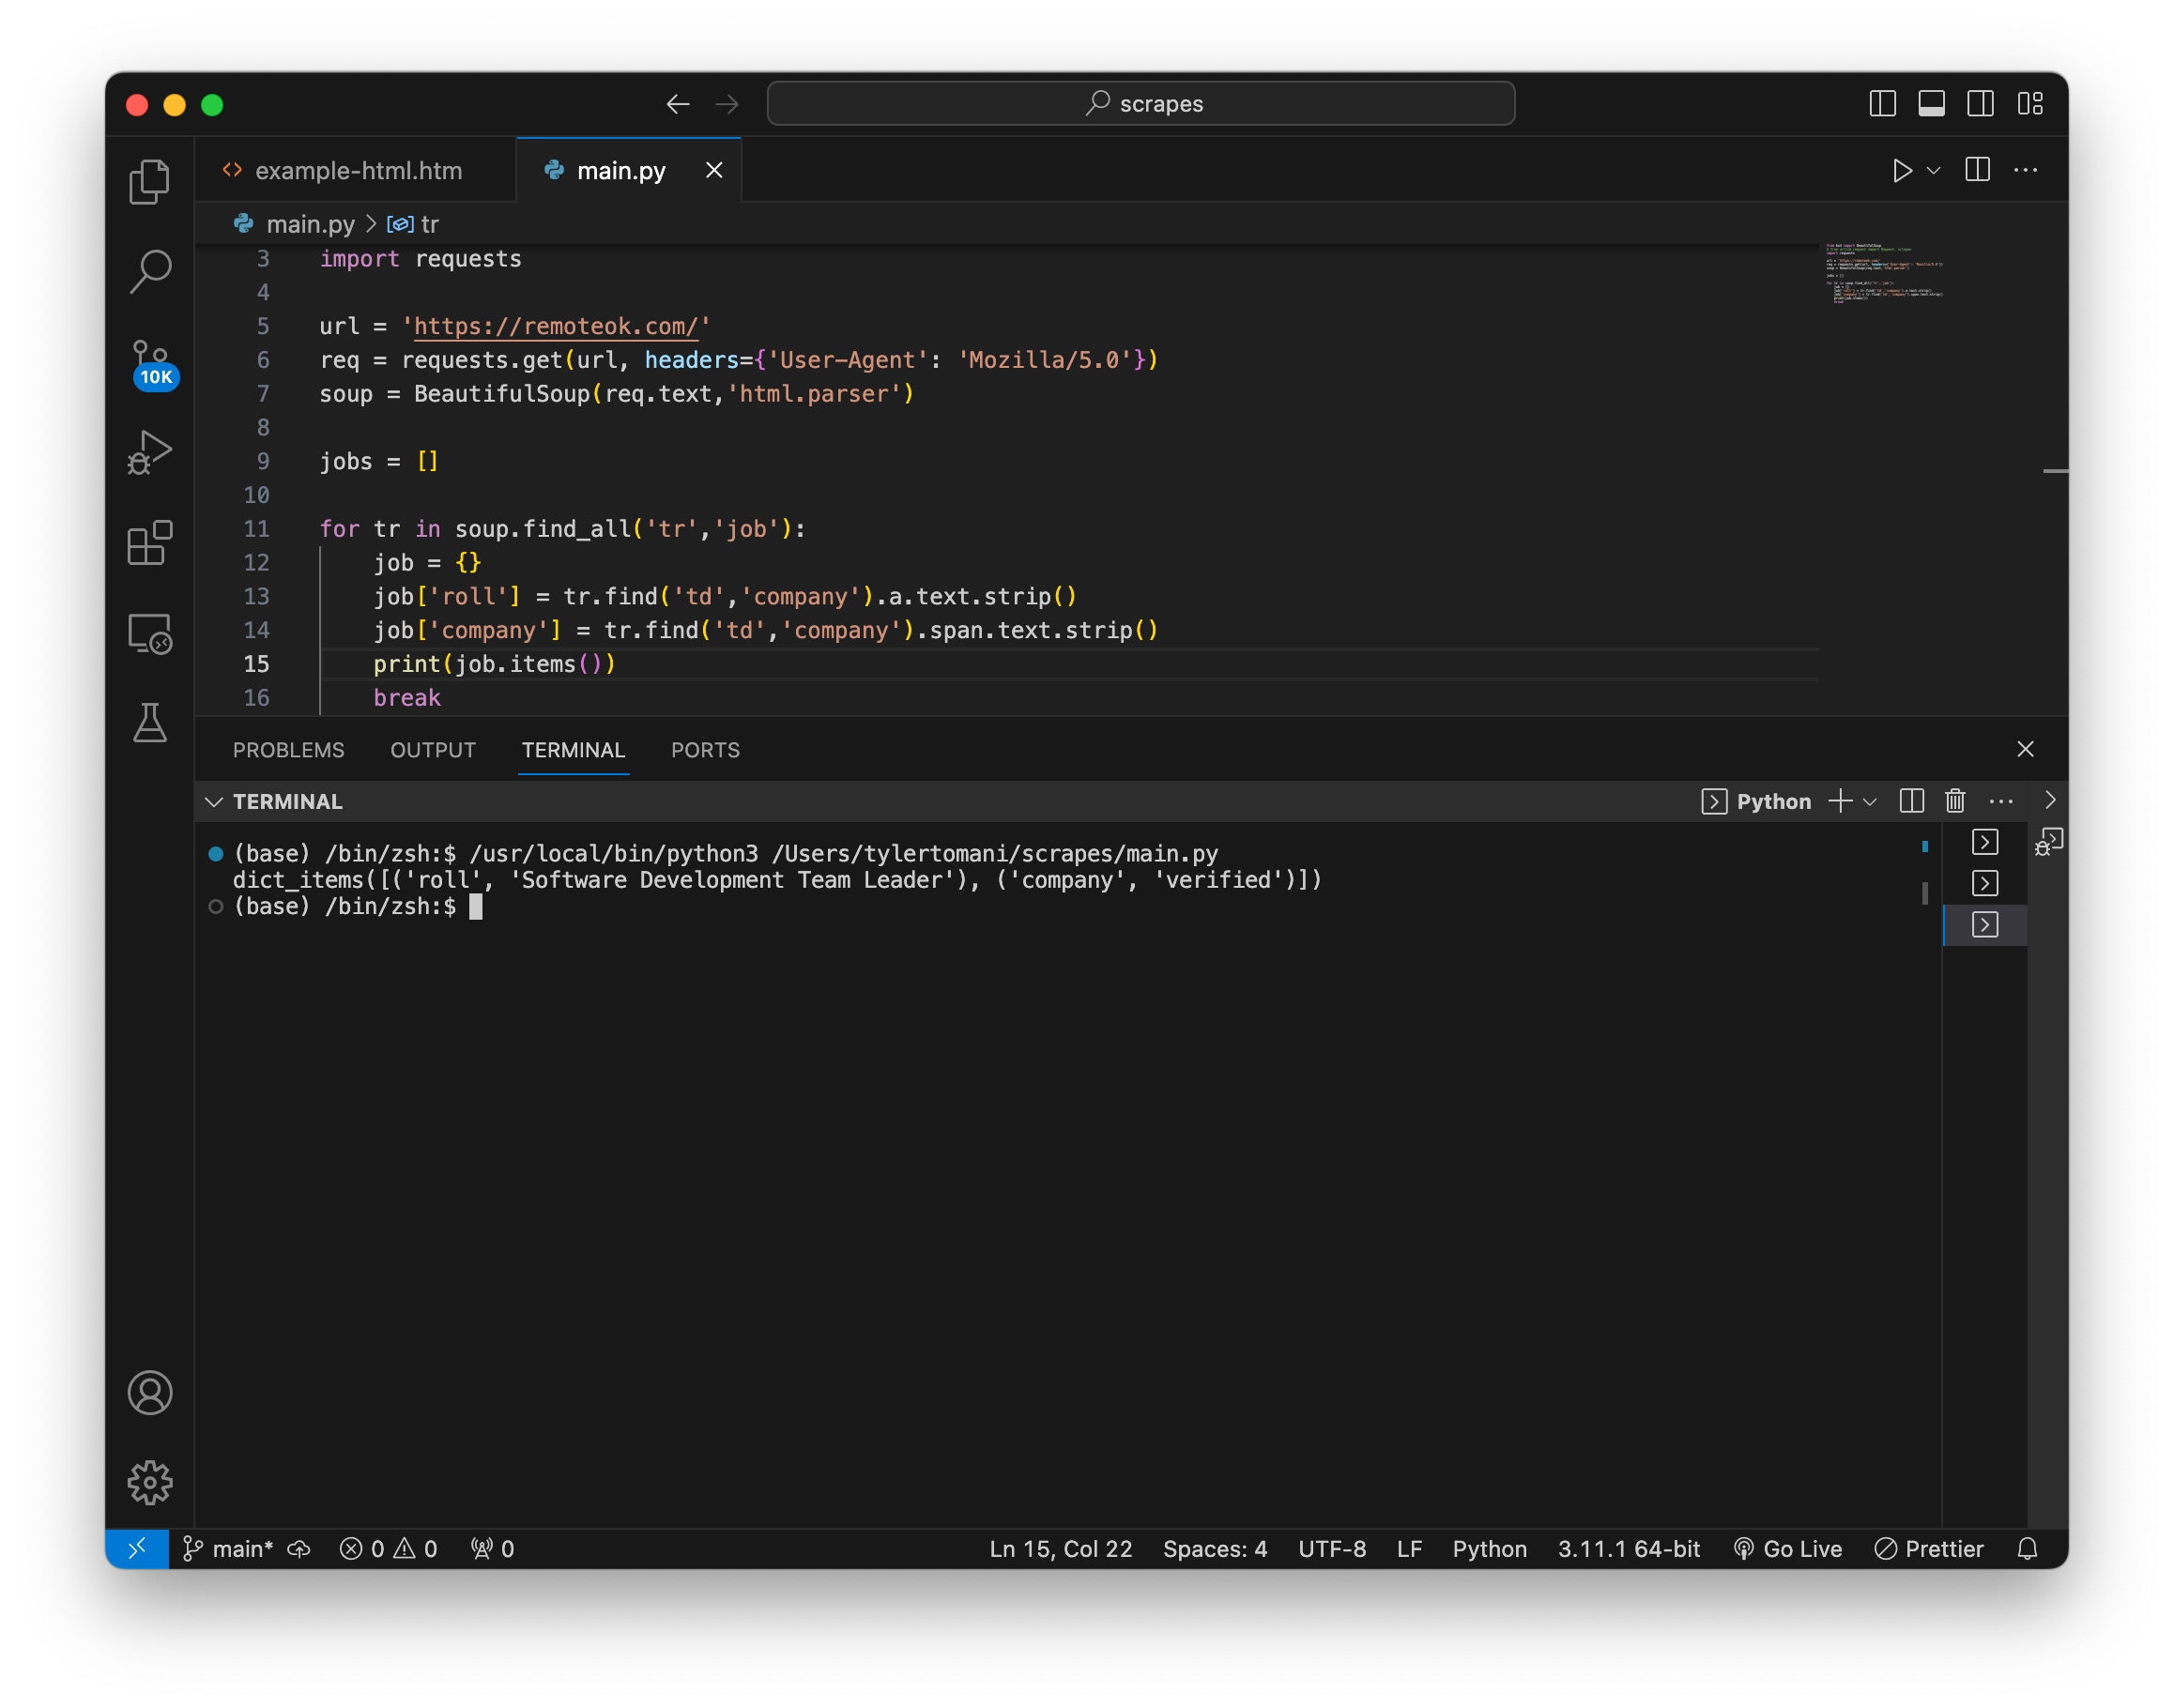 scrapes
example-html.htm
main.py
main.py > tr
3 import requests
4
5 url = 'https://remoteok.com/'
6 req = requests.get(url, headers={'User-Agent': 'Mozilla/5.0'})
7 soup = BeautifulSoup(req.text,'html.parser')
8
9 jobs = []
10
11 for tr in soup.find_all('tr','job'):
12     job = {}
13     job['roll'] = tr.find('td','company').a.text.strip()
14     job['company'] = tr.find('td','company').span.text.strip()
15     print(job.items())
16     break
10K
PROBLEMS OUTPUT TERMINAL PORTS
TERMINAL
Python
(base) /bin/zsh:$ /usr/local/bin/python3 /Users/tylertomani/scrapes/main.py
dict_items([('roll', 'Software Development Team Leader'), ('company', 'verified')])
(base) /bin/zsh:$
main* 0 0 0 Ln 15, Col 22 Spaces: 4 UTF-8 LF Python 3.11.1 64-bit Go Live Prettier